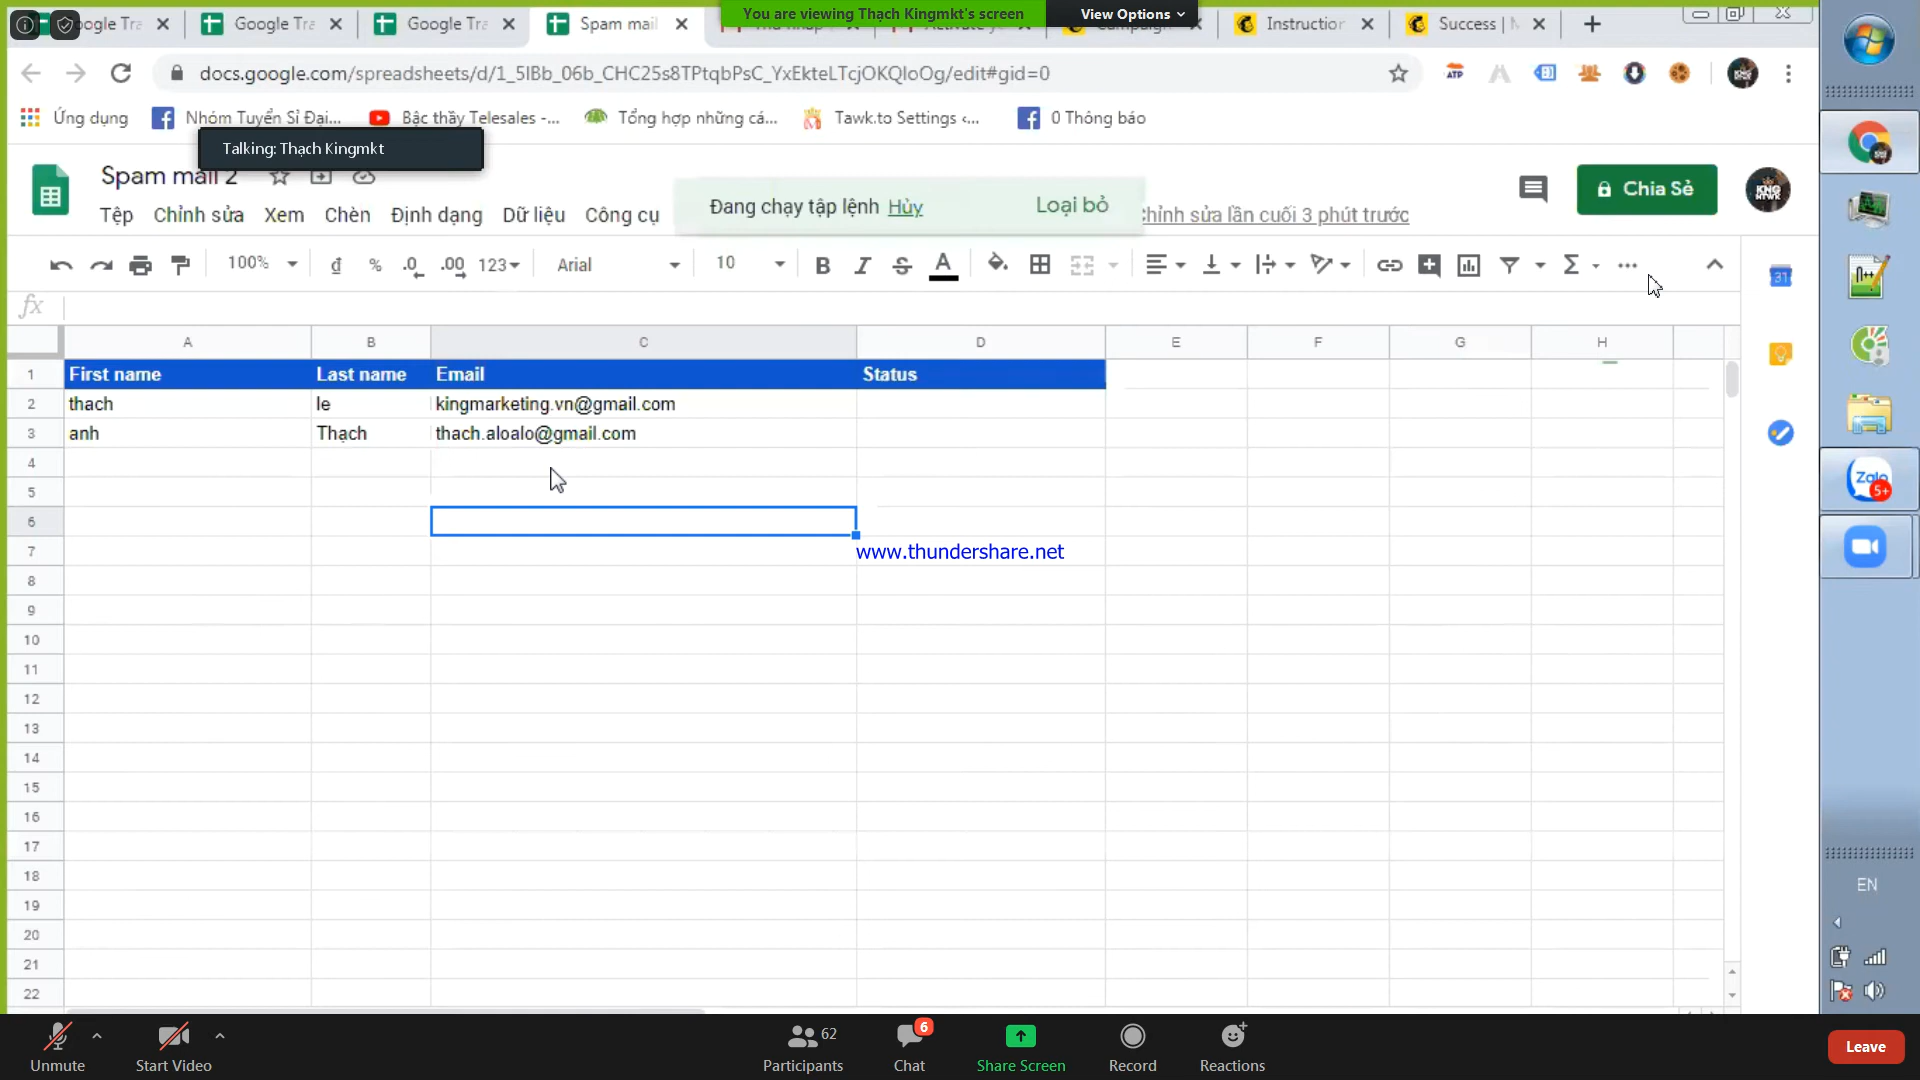 Google Tra
Google Tra
Spam mail
You are viewing Thạch Kingmkt's screen
View Options
Instruction
Success |
docs.google.com/spreadsheets/d/1_5lBb_06b_CHC25s8TPtqbPsC_YxEkteLTcjOKQIoOg/edit#gid=0
Ứng dụng
Nhóm Tuyển Sỉ Đại...
Bậc thầy Telesales -...
Tổng hợp những cá...
Tawk.to Settings <...
0 Thông báo
Talking: Thạch Kingmkt
Spam mail 2
Tệp Chỉnh sửa Xem Chèn Định dạng Dữ liệu Công cụ
Đang chạy tập lệnh Hủy
Loại bỏ
Chỉnh sửa lần cuối 3 phút trước
Chia Sẻ
100% đ % .0 .00 123 Arial 10 B I S A
fx
A B C D E F G H
1 First name Last name Email Status
2 thach le kingmarketing.vn@gmail.com
3 anh Thạch thach.aloalo@gmail.com
4
5
6
7 www.thundershare.net
8
9
10
11
12
13
14
15
16
17
18
19
20
21
22
ATP
31
Zalo
5+
EN
Unmute
Start Video
62
Participants
6
Chat
Share Screen
Record
Reactions
Leave